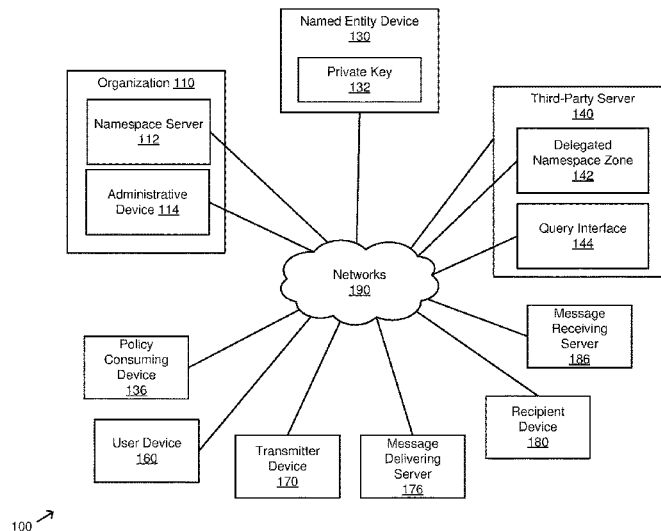 Named Entity Device
130
Private Key
132
Organization 110
Namespace Server
112
Administrative
Device 114
Third-Party Server
140
Delegated
Namespace Zone
142
Query Interface
144
Networks
190
Message
Receiving
Server
186
Policy
Consuming
Device
136
Recipient
Device
180
User Device
160
Transmitter
Device
170
Message
Delivering
Server
176
100